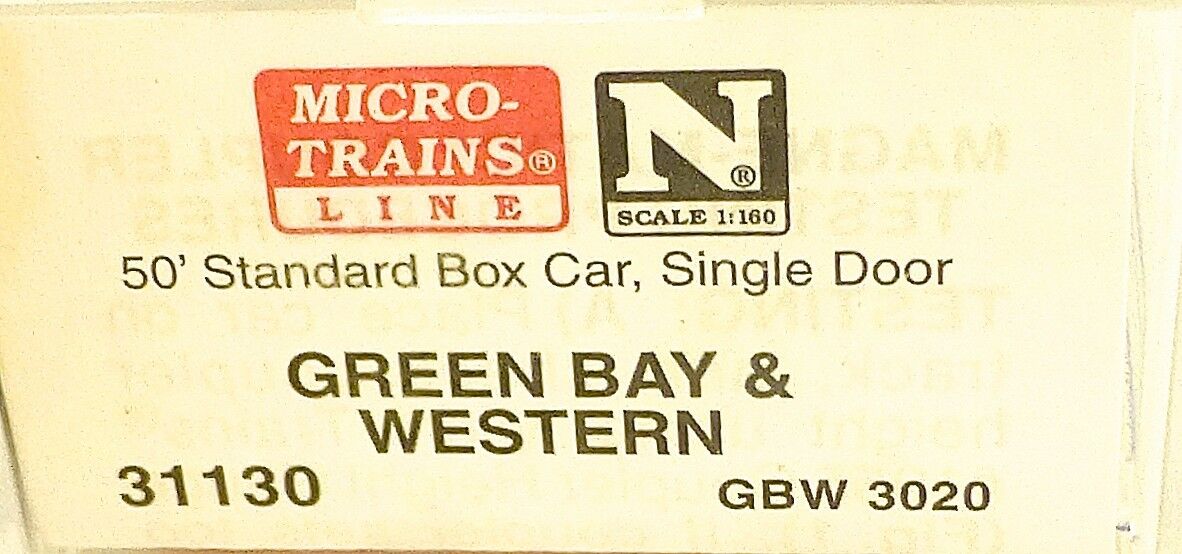 MICRO-
TRAINS®
LINE
N®
SCALE 1:160
50' Standard Box Car, Single Door
GREEN BAY &
WESTERN
31130
GBW 3020